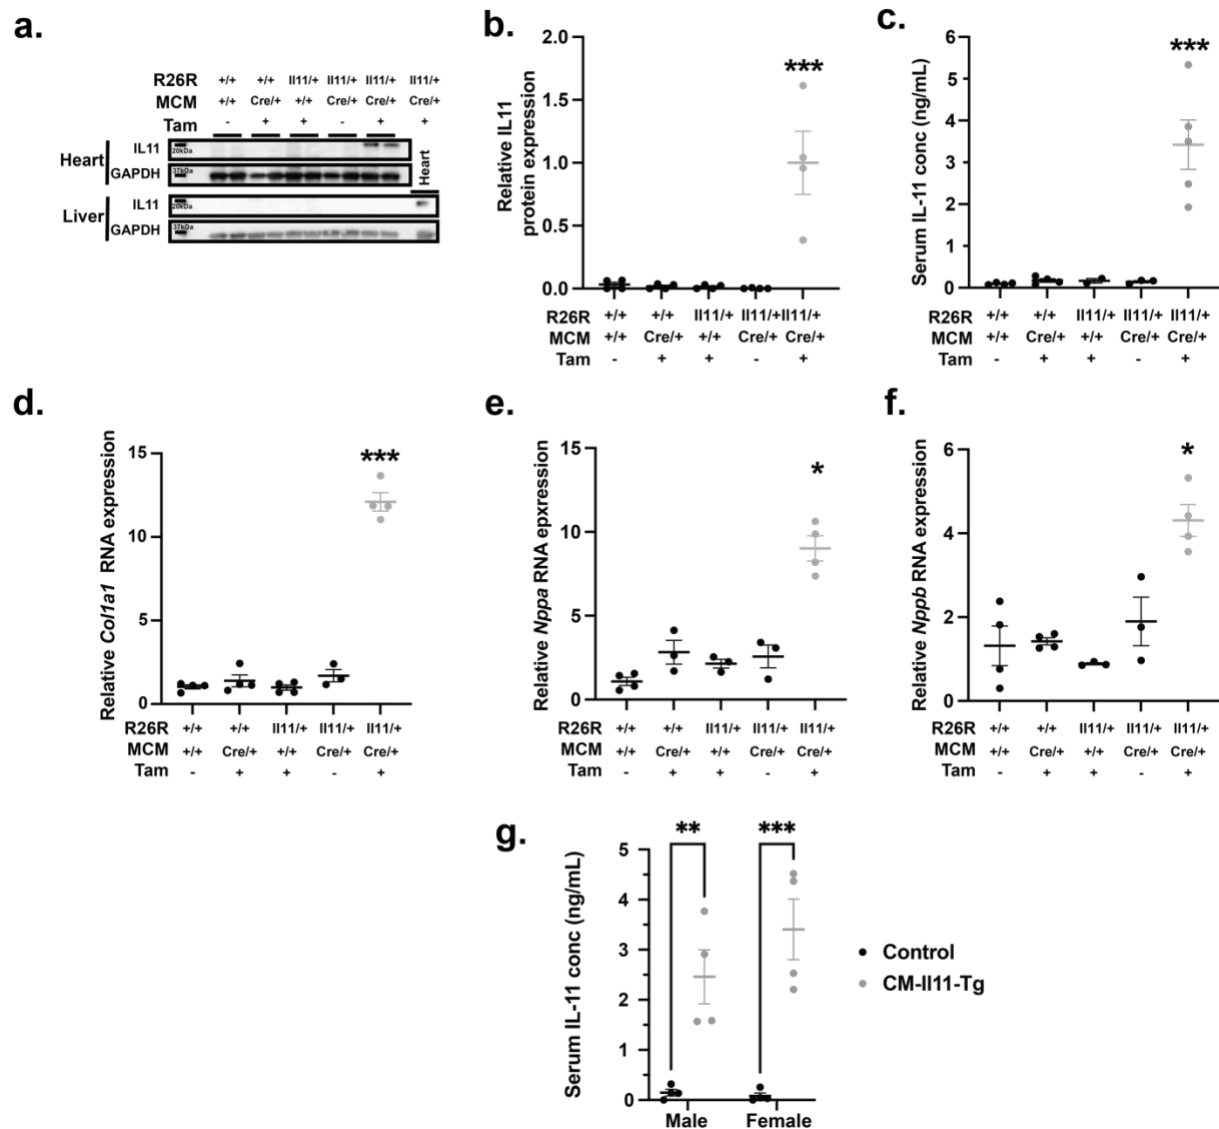 a.
R26R +/+ +/+ Il11/+ Il11/+ Il11/+ Il11/+
MCM +/+ Cre/+ +/+ Cre/+ Cre/+ Cre/+
Tam - + + - + +
Heart
IL11
20kDa
GAPDH
37kDa
Heart
Liver
IL11
20kDa
GAPDH
37kDa
b.
Relative IL11
protein expression
2.0
1.5
1.0
0.5
0.0
***
R26R +/+ +/+ Il11/+ Il11/+ Il11/+
MCM +/+ Cre/+ +/+ Cre/+ Cre/+
Tam - + + - +
c.
Serum IL-11 conc (ng/mL)
6
5
4
3
2
1
0
***
R26R +/+ +/+ Il11/+ Il11/+ Il11/+
MCM +/+ Cre/+ +/+ Cre/+ Cre/+
Tam - + + - +
d.
Relative Col1a1 RNA expression
15
10
5
0
***
R26R +/+ +/+ Il11/+ Il11/+ Il11/+
MCM +/+ Cre/+ +/+ Cre/+ Cre/+
Tam - + + - +
e.
Relative Nppa RNA epxression
15
10
5
0
*
R26R +/+ +/+ Il11/+ Il11/+ Il11/+
MCM +/+ Cre/+ +/+ Cre/+ Cre/+
Tam - + + - +
f.
Relative Nppb RNA expression
6
4
2
0
*
R26R +/+ +/+ Il11/+ Il11/+ Il11/+
MCM +/+ Cre/+ +/+ Cre/+ Cre/+
Tam - + + - +
g.
Serum IL-11 conc (ng/mL)
5
4
3
2
1
0
** ***
Male Female
Control
CM-Il11-Tg